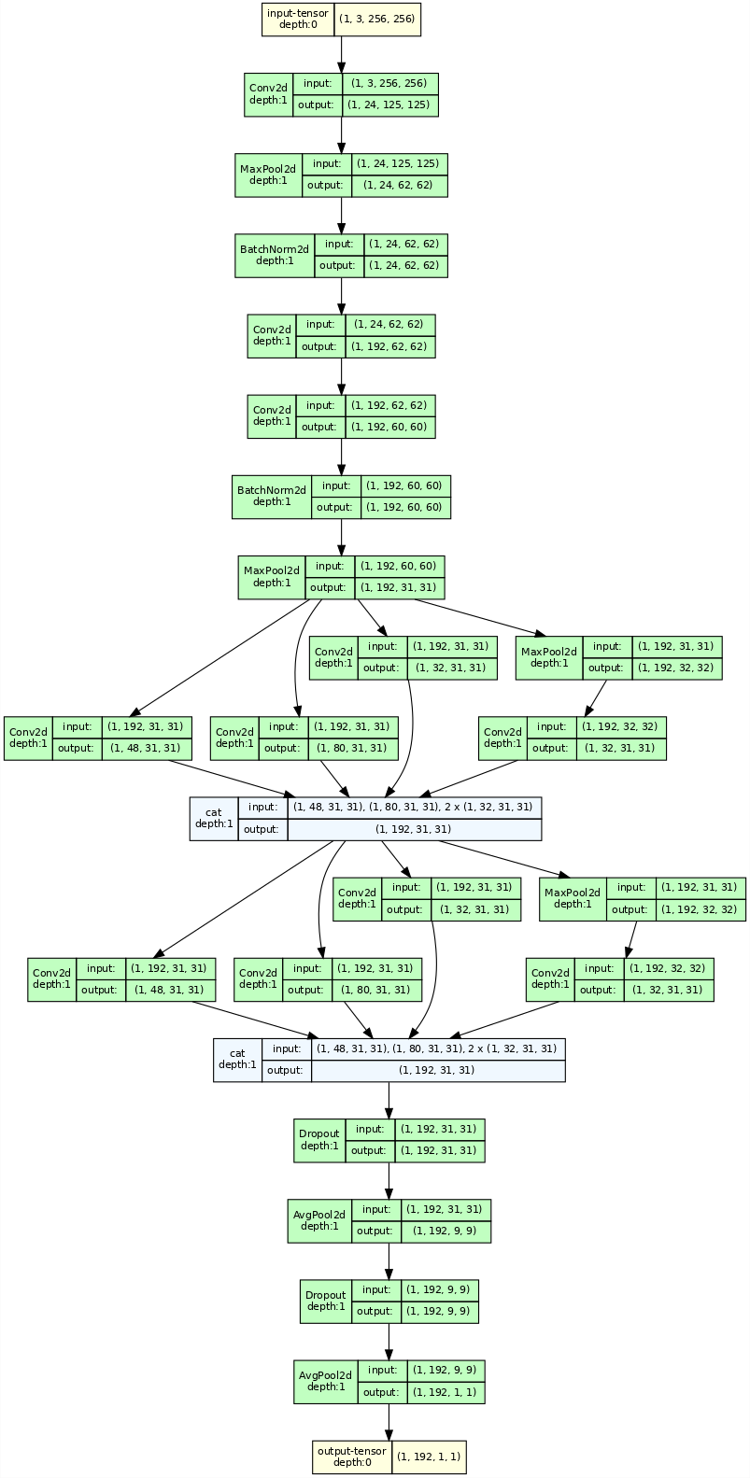 input-tensor
depth:0
(1, 3, 256, 256)
Conv2d
depth:1
input:
(1, 3, 256, 256)
output:
(1, 24, 125, 125)
MaxPool2d
depth:1
input:
(1, 24, 125, 125)
output:
(1, 24, 62, 62)
BatchNorm2d
depth:1
input:
(1, 24, 62, 62)
output:
(1, 24, 62, 62)
Conv2d
depth:1
input:
(1, 24, 62, 62)
output:
(1, 192, 62, 62)
Conv2d
depth:1
input:
(1, 192, 62, 62)
output:
(1, 192, 60, 60)
BatchNorm2d
depth:1
input:
(1, 192, 60, 60)
output:
(1, 192, 60, 60)
MaxPool2d
depth:1
input:
(1, 192, 60, 60)
output:
(1, 192, 31, 31)
Conv2d
depth:1
input:
(1, 192, 31, 31)
output:
(1, 32, 31, 31)
MaxPool2d
depth:1
input:
(1, 192, 31, 31)
output:
(1, 192, 32, 32)
Conv2d
depth:1
input:
(1, 192, 31, 31)
output:
(1, 48, 31, 31)
Conv2d
depth:1
input:
(1, 192, 31, 31)
output:
(1, 80, 31, 31)
Conv2d
depth:1
input:
(1, 192, 32, 32)
output:
(1, 32, 31, 31)
cat
depth:1
input:
(1, 48, 31, 31), (1, 80, 31, 31), 2 x (1, 32, 31, 31)
output:
(1, 192, 31, 31)
Conv2d
depth:1
input:
(1, 192, 31, 31)
output:
(1, 32, 31, 31)
MaxPool2d
depth:1
input:
(1, 192, 31, 31)
output:
(1, 192, 32, 32)
Conv2d
depth:1
input:
(1, 192, 31, 31)
output:
(1, 48, 31, 31)
Conv2d
depth:1
input:
(1, 192, 31, 31)
output:
(1, 80, 31, 31)
Conv2d
depth:1
input:
(1, 192, 32, 32)
output:
(1, 32, 31, 31)
cat
depth:1
input:
(1, 48, 31, 31), (1, 80, 31, 31), 2 x (1, 32, 31, 31)
output:
(1, 192, 31, 31)
Dropout
depth:1
input:
(1, 192, 31, 31)
output:
(1, 192, 31, 31)
AvgPool2d
depth:1
input:
(1, 192, 31, 31)
output:
(1, 192, 9, 9)
Dropout
depth:1
input:
(1, 192, 9, 9)
output:
(1, 192, 9, 9)
AvgPool2d
depth:1
input:
(1, 192, 9, 9)
output:
(1, 192, 1, 1)
output-tensor
depth:0
(1, 192, 1, 1)